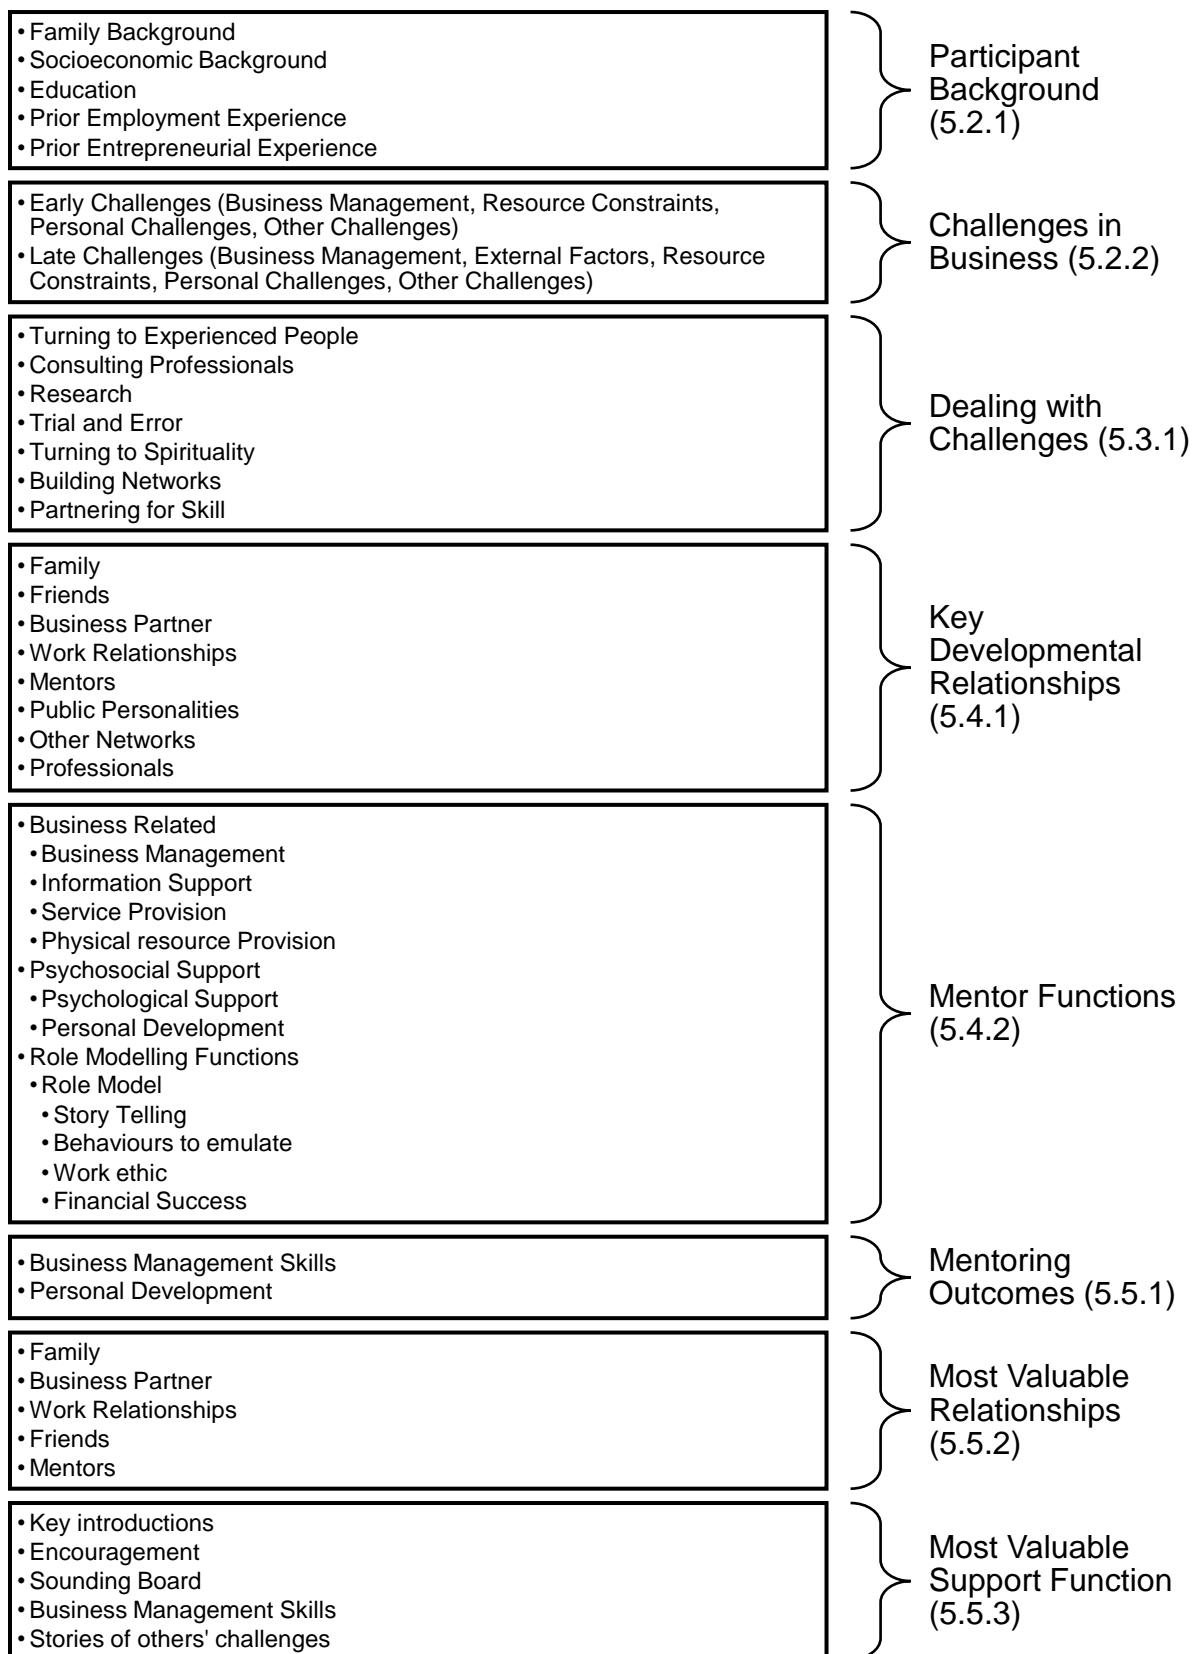 • Family Background
• Socioeconomic Background
• Education
• Prior Employment Experience
• Prior Entrepreneurial Experience
Participant
Background
(5.2.1)
• Early Challenges (Business Management, Resource Constraints,
Personal Challenges, Other Challenges)
• Late Challenges (Business Management, External Factors, Resource
Constraints, Personal Challenges, Other Challenges)
Challenges in
Business (5.2.2)
• Turning to Experienced People
• Consulting Professionals
• Research
• Trial and Error
• Turning to Spirituality
• Building Networks
• Partnering for Skill
Dealing with
Challenges (5.3.1)
• Family
• Friends
• Business Partner
• Work Relationships
• Mentors
• Public Personalities
• Other Networks
• Professionals
Key
Developmental
Relationships
(5.4.1)
• Business Related
• Business Management
• Information Support
• Service Provision
• Physical resource Provision
• Psychosocial Support
• Psychological Support
• Personal Development
• Role Modelling Functions
• Role Model
• Story Telling
• Behaviours to emulate
• Work ethic
• Financial Success
Mentor Functions
(5.4.2)
• Business Management Skills
• Personal Development
Mentoring
Outcomes (5.5.1)
• Family
• Business Partner
• Work Relationships
• Friends
• Mentors
Most Valuable
Relationships
(5.5.2)
• Key introductions
• Encouragement
• Sounding Board
• Business Management Skills
• Stories of others' challenges
Most Valuable
Support Function
(5.5.3)